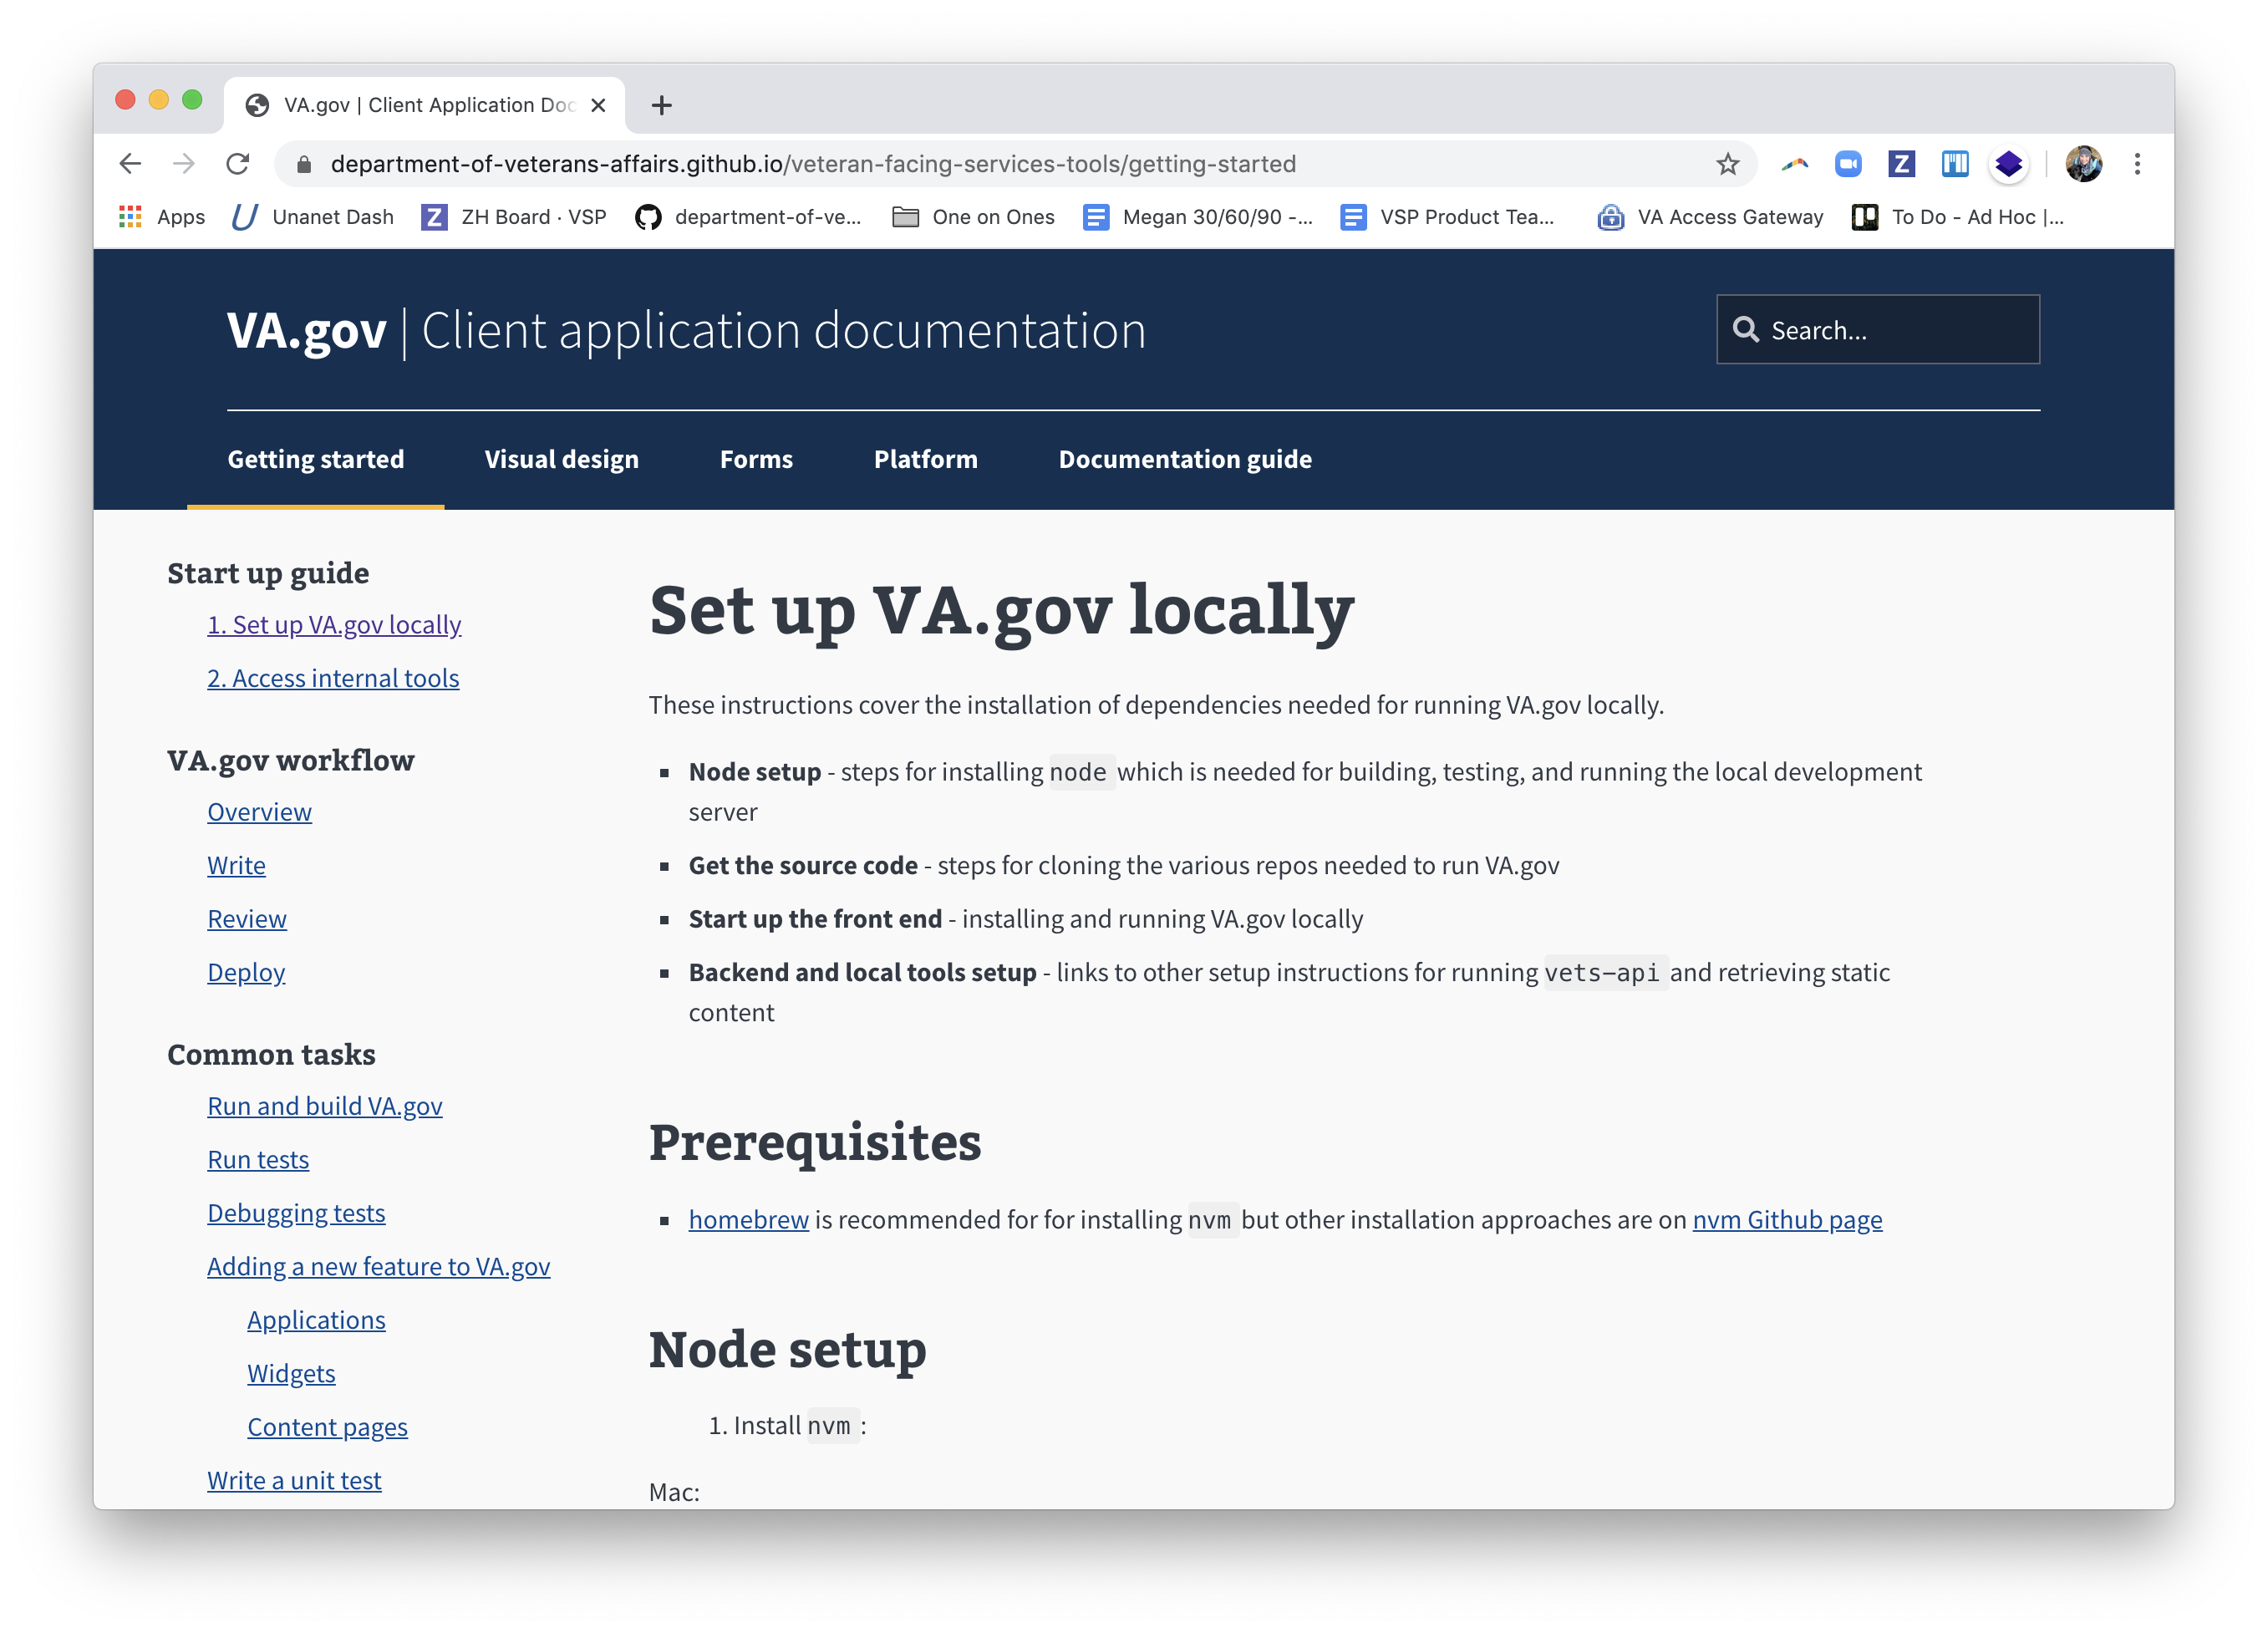 VA.gov | Client Application Doc
department-of-veterans-affairs.github.io/veteran-facing-services-tools/getting-started
Apps Unanet Dash ZH Board · VSP department-of-ve... One on Ones Megan 30/60/90 -... VSP Product Tea... VA Access Gateway To Do - Ad Hoc |...
VA.gov | Client application documentation
Search...
Getting started Visual design Forms Platform Documentation guide
Start up guide
1. Set up VA.gov locally
2. Access internal tools
VA.gov workflow
Overview
Write
Review
Deploy
Common tasks
Run and build VA.gov
Run tests
Debugging tests
Adding a new feature to VA.gov
Applications
Widgets
Content pages
Write a unit test
Set up VA.gov locally
These instructions cover the installation of dependencies needed for running VA.gov locally.
▪ Node setup - steps for installing node which is needed for building, testing, and running the local development
server
▪ Get the source code - steps for cloning the various repos needed to run VA.gov
▪ Start up the front end - installing and running VA.gov locally
▪ Backend and local tools setup - links to other setup instructions for running vets-api and retrieving static
content
Prerequisites
▪ homebrew is recommended for for installing nvm but other installation approaches are on nvm Github page
Node setup
1. Install nvm :
Mac: